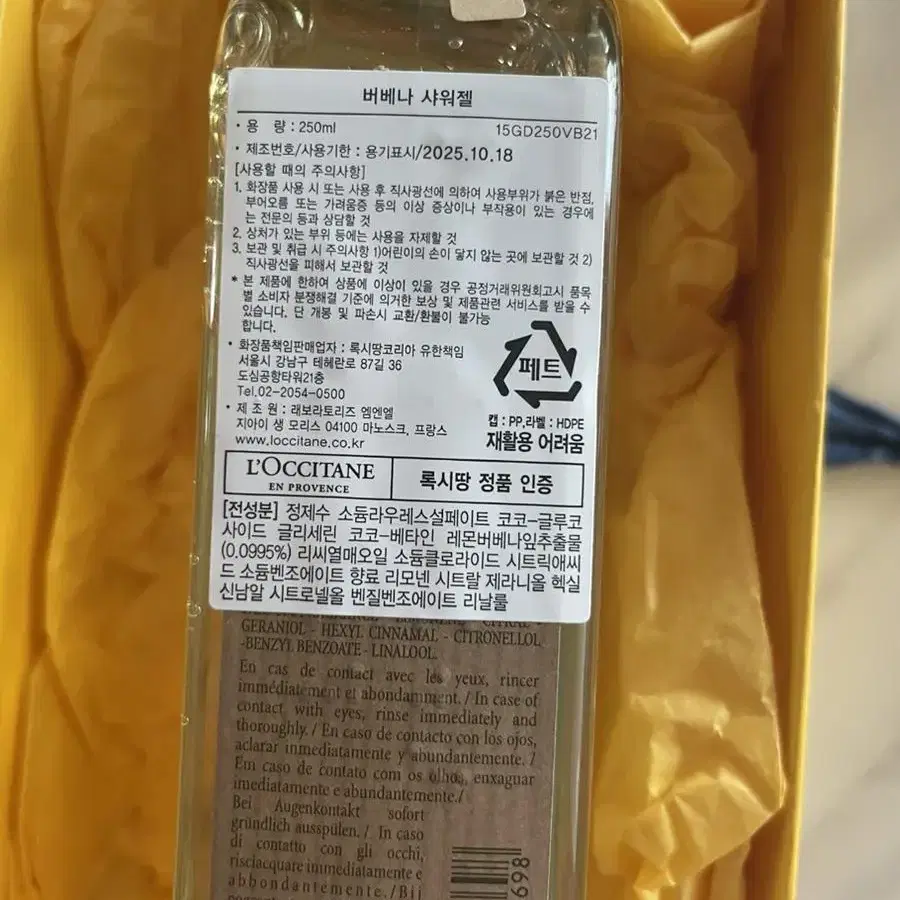 버베나 샤워젤
• 용 량 : 250ml 15GD250VB21
• 제조번호/사용기한 : 용기표시/2025.10.18
[사용할 때의 주의사항]
1. 화장품 사용 시 또는 사용 후 직사광선에 의하여 사용부위가 붉은 반점,
부어오름 또는 가려움증 등의 이상 증상이나 부작용이 있는 경우에
는 전문의 등과 상담할 것
2. 상처가 있는 부위 등에는 사용을 자제할 것
3. 보관 및 취급 시 주의사항 1)어린이의 손이 닿지 않는 곳에 보관할 것 2)
직사광선을 피해서 보관할 것
* 본 제품에 한하여 상품에 이상이 있을 경우 공정거래위원회고시 품목
별 소비자 분쟁해결 기준에 의거한 보상 및 제품관련 서비스를 받을 수
있습니다. 단 개봉 및 파손시 교환/환불이 불가능
합니다.
• 화장품책임판매업자 : 록시땅코리아 유한책임
서울시 강남구 테헤란로 87길 36
도심공항타워21층
Tel.02-2054-0500
• 제 조 원 : 래보라토리즈 엠엔엘
지아이 생 모리스 04100 마노스크, 프랑스
www.loccitane.co.kr
페트
캡 : PP,라벨 : HDPE
재활용 어려움
L'OCCITANE
EN PROVENCE
록시땅 정품 인증
[전성분] 정제수 소듐라우레스설페이트 코코-글루코
사이드 글리세린 코코-베타인 레몬버베나잎추출물
(0.0995%) 리씨열매오일 소듐클로라이드 시트릭애씨
드 소듐벤조에이트 향료 리모넨 시트랄 제라니올 헥실
신남알 시트로넬올 벤질벤조에이트 리날룰
GERANIOL - HEXYL CINNAMAL - CITRONELLOL
-BENZYL BENZOATE - LINALOOL.
En cas de contact avec les yeux, rincer
immédiatement et abondamment. / In case of
contact with eyes, rinse immediately and
thoroughly. / En caso de contacto con los ojos,
aclarar inmediatamente y abundantemente. /
Em caso de contato com os olhos, enxaguar
imediatamente e abundantemente./
Bei Augenkontakt sofort
gründlich ausspülen. / In caso
di contatto con gli occhi,
risciacquare immediatamente e
abbondantemente./Bij
698